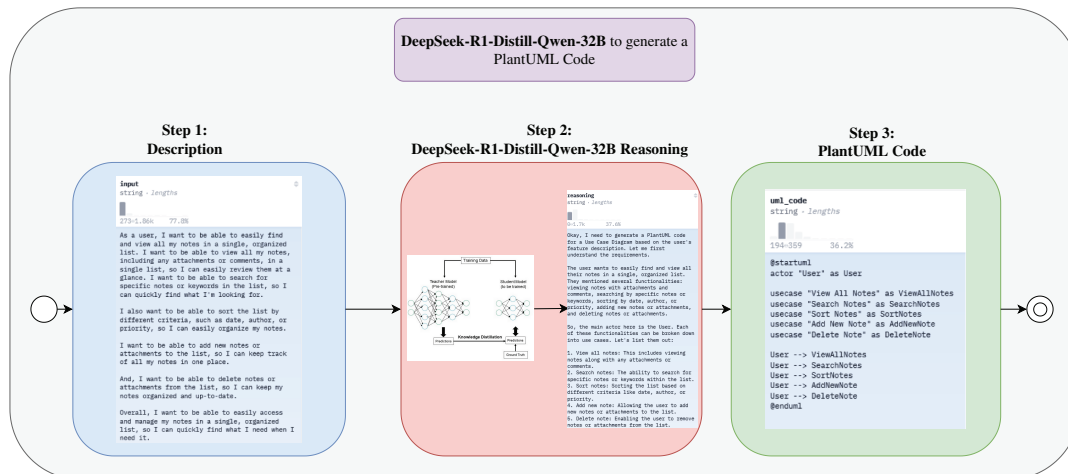 DeepSeek-R1-Distill-Qwen-32B to generate a
PlantUML Code
Step 1:
Description
input
string · lengths
273=1.86k 77.8%
As a user, I want to be able to easily find
and view all my notes in a single, organized
list. I want to be able to view all my notes,
including any attachments or comments, in a
single list, so I can easily review them at a
glance. I want to be able to search for
specific notes or keywords in the list, so I
can quickly find what I'm looking for.
I also want to be able to sort the list by
different criteria, such as date, author, or
priority, so I can easily organize my notes.
I want to be able to add new notes or
attachments to the list, so I can keep track
of all my notes in one place.
And, I want to be able to delete notes or
attachments from the list, so I can keep my
notes organized and up-to-date.
Overall, I want to be able to easily access
and manage my notes in a single, organized
list, so I can quickly find what I need when I
need it.
Step 2:
DeepSeek-R1-Distill-Qwen-32B Reasoning
Training Data
Teacher Model
(Pre-trained)
Student Model
(to be trained)
Knowledge Distillation
Predictions
Predictions
Ground Truth
reasoning
string · lengths
0=1.7k 37.0%
Okay, I need to generate a PlantUML code
for a Use Case Diagram based on the user's
feature description. Let me first
understand the requirements.
The user wants to easily find and view all
their notes in a single, organized list.
They mentioned several functionalities:
viewing notes with attachments and
comments, searching by specific notes or
keywords, sorting by date, author, or
priority, adding new notes or attachments,
and deleting notes or attachments.
So, the main actor here is the User. Each
of these functionalities can be broken down
into use cases. Let's list them out:
1. View all notes: This includes viewing
notes along with any attachments or
comments.
2. Search notes: The ability to search for
specific notes or keywords within the list.
3. Sort notes: Sorting the list based on
different criteria like date, author, or
priority.
4. Add new note: Allowing the user to add
new notes or attachments to the list.
5. Delete note: Enabling the user to remove
notes or attachments from the list.
Step 3:
PlantUML Code
uml_code
string · lengths
194=359 36.2%
@startuml
actor "User" as User
usecase "View All Notes" as ViewAllNotes
usecase "Search Notes" as SearchNotes
usecase "Sort Notes" as SortNotes
usecase "Add New Note" as AddNewNote
usecase "Delete Note" as DeleteNote
User --> ViewAllNotes
User --> SearchNotes
User --> SortNotes
User --> AddNewNote
User --> DeleteNote
@enduml